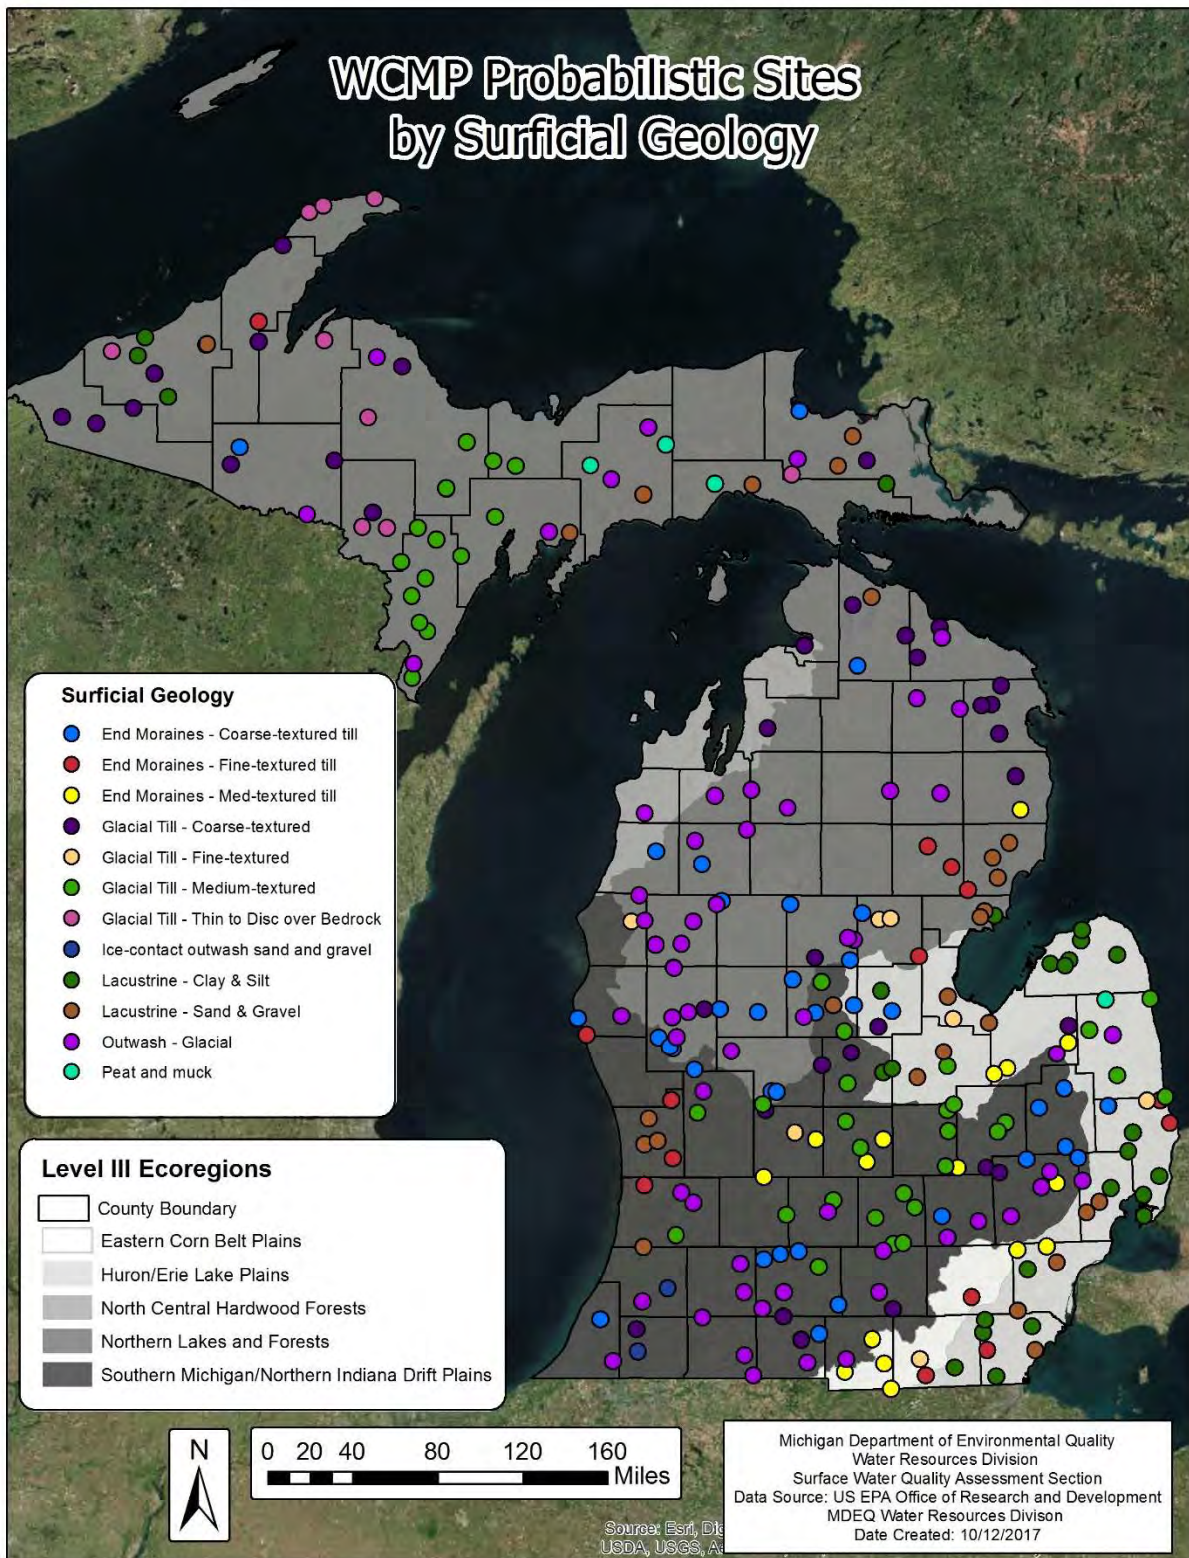 WCMP Probabilistic Sites
by Surficial Geology
Surficial Geology
End Moraines - Coarse-textured till
End Moraines - Fine-textured till
End Moraines - Med-textured till
Glacial Till - Coarse-textured
Glacial Till - Fine-textured
Glacial Till - Medium-textured
Glacial Till - Thin to Disc over Bedrock
Ice-contact outwash sand and gravel
Lacustrine - Clay & Silt
Lacustrine - Sand & Gravel
Outwash - Glacial
Peat and muck
Level III Ecoregions
County Boundary
Eastern Corn Belt Plains
Huron/Erie Lake Plains
North Central Hardwood Forests
Northern Lakes and Forests
Southern Michigan/Northern Indiana Drift Plains
N
0 20 40 80 120 160
Miles
Michigan Department of Environmental Quality
Water Resources Division
Surface Water Quality Assessment Section
Data Source: US EPA Office of Research and Development
MDEQ Water Resources Divison
Date Created: 10/12/2017
Source: Esri,
USDA, USGS,